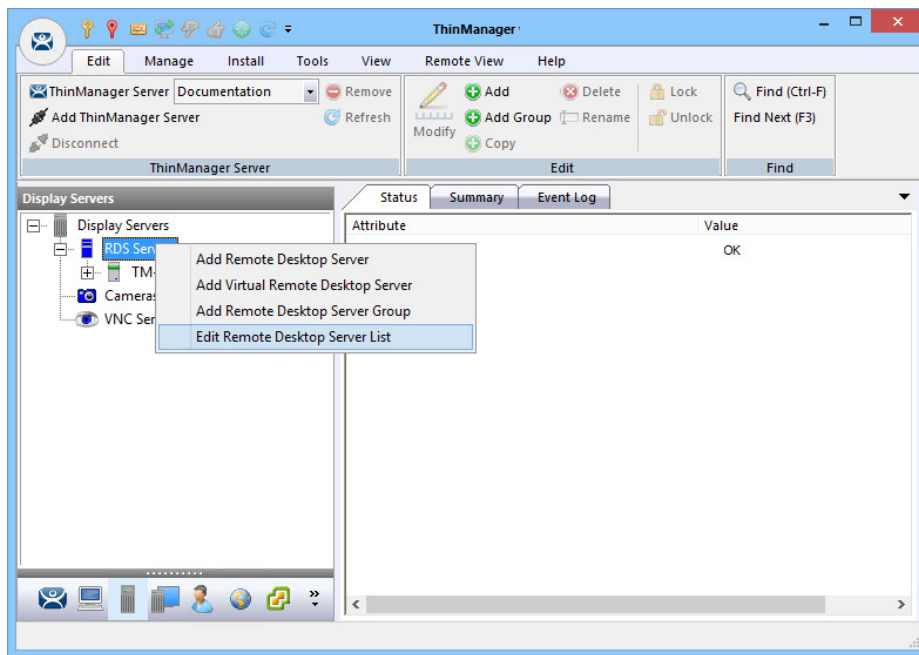 ThinManager
Edit Manage Install Tools View Remote View Help
ThinManager Server Documentation Remove
Add ThinManager Server Refresh
Disconnect
ThinManager Server
Modify
Add Delete Lock
Add Group Rename Unlock
Copy
Edit
Find (Ctrl-F)
Find Next (F3)
Find
Display Servers
Display Servers
RDS
Cameras
VNC
Add Remote Desktop Server
Add Virtual Remote Desktop Server
Add Remote Desktop Server Group
Edit Remote Desktop Server List
Status Summary Event Log
Attribute Value
OK